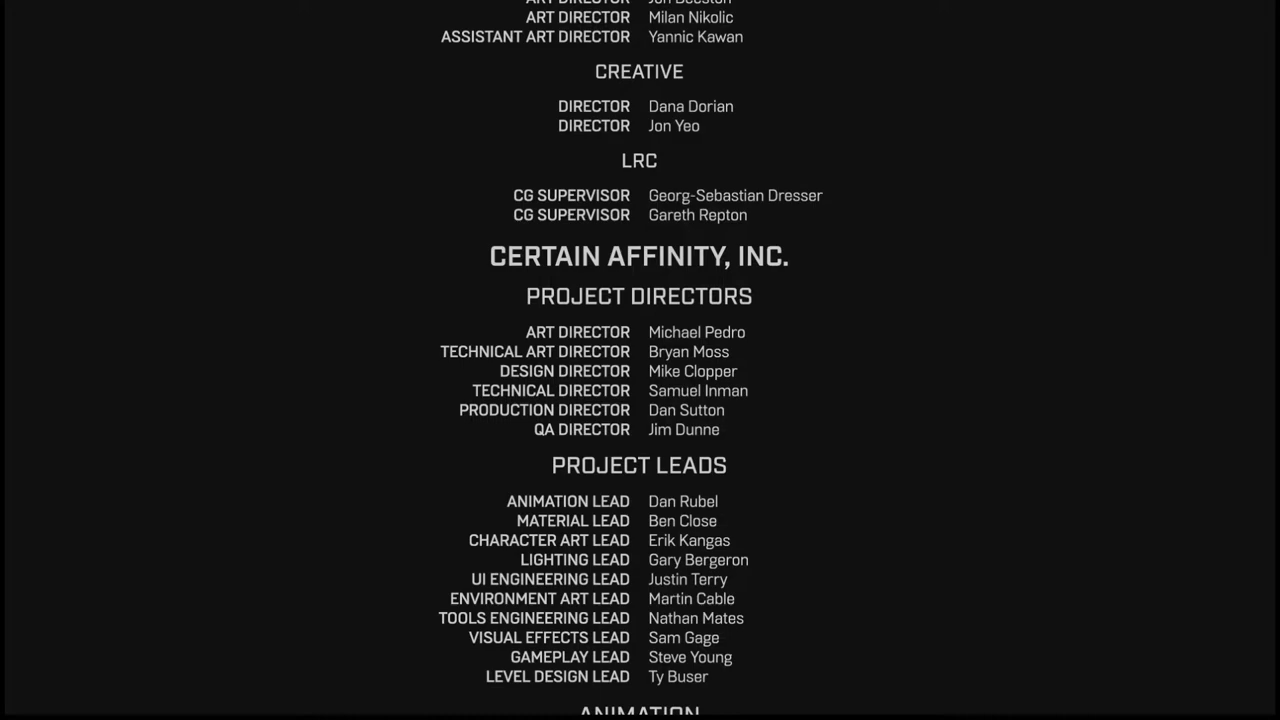 ART DIRECTOR Jon Beeston
ART DIRECTOR Milan Nikolic
ASSISTANT ART DIRECTOR Yannic Kawan
CREATIVE
DIRECTOR Dana Dorian
DIRECTOR Jon Yeo
LRC
CG SUPERVISOR Georg-Sebastian Dresser
CG SUPERVISOR Gareth Repton
CERTAIN AFFINITY, INC.
PROJECT DIRECTORS
ART DIRECTOR Michael Pedro
TECHNICAL ART DIRECTOR Bryan Moss
DESIGN DIRECTOR Mike Clopper
TECHNICAL DIRECTOR Samuel Inman
PRODUCTION DIRECTOR Dan Sutton
QA DIRECTOR Jim Dunne
PROJECT LEADS
ANIMATION LEAD Dan Rubel
MATERIAL LEAD Ben Close
CHARACTER ART LEAD Erik Kangas
LIGHTING LEAD Gary Bergeron
UI ENGINEERING LEAD Justin Terry
ENVIRONMENT ART LEAD Martin Cable
TOOLS ENGINEERING LEAD Nathan Mates
VISUAL EFFECTS LEAD Sam Gage
GAMEPLAY LEAD Steve Young
LEVEL DESIGN LEAD Ty Buser
ANIMATION